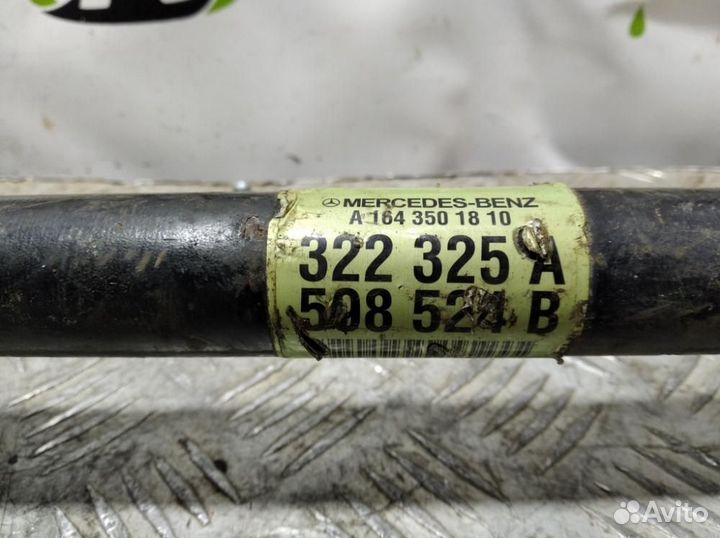 MERCEDES-BENZ
A 164 350 18 10
322 325 A
508 524 B
Avito